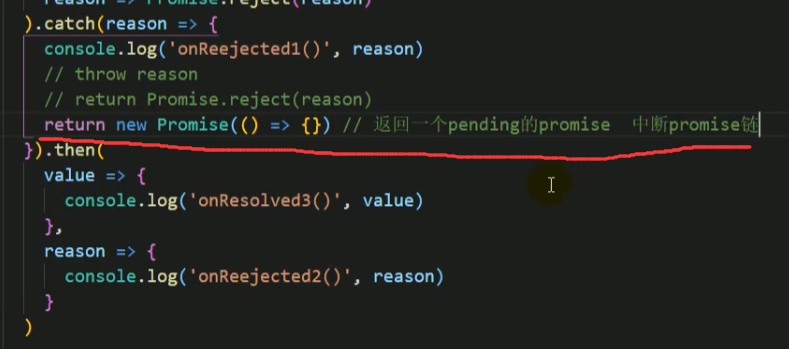 reason => Promise.reject(reason)
).catch(reason => {
console.log('onReejected1()', reason)
// throw reason
// return Promise.reject(reason)
return new Promise(() => {}) // 返回一个pending的promise 中断promise链
}).then(
value => {
console.log('onResolved3()', value)
},
reason => {
console.log('onReejected2()', reason)
}
)